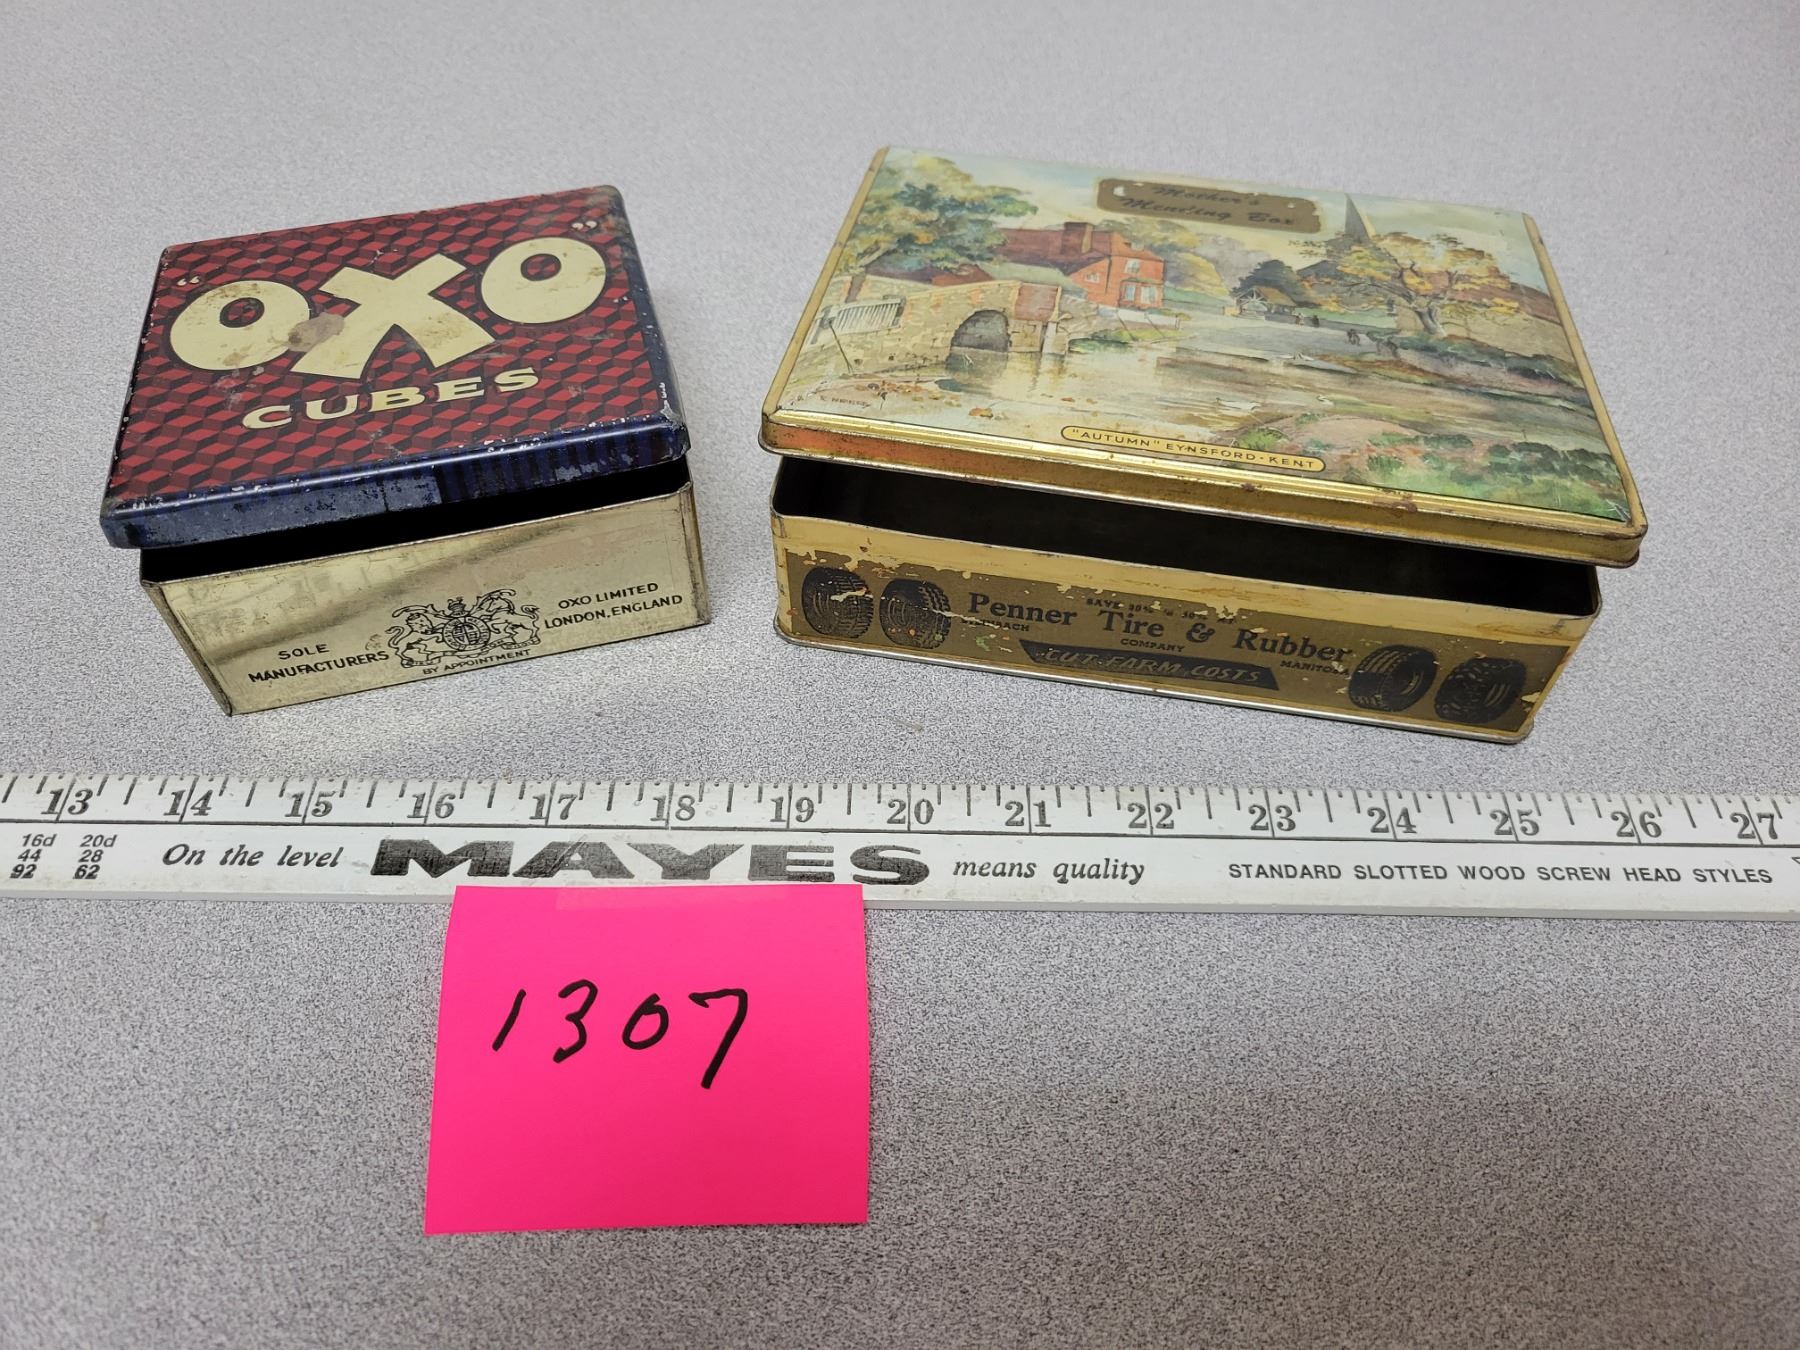 "OXO"
CUBES
SOLE
MANUFACTURERS
BY APPOINTMENT
OXO LIMITED
LONDON, ENGLAND
Mother's
Mending Box
"AUTUMN" EYNSFORD - KENT
Penner Tire & Rubber
COMPANY
CUT FARM COSTS
13 14 15 16 17 18 19 20 21 22 23 24 25 26 27
16d 20d
44 28
92 62
On the level MAYES means quality STANDARD SLOTTED WOOD SCREW HEAD STYLES
1307